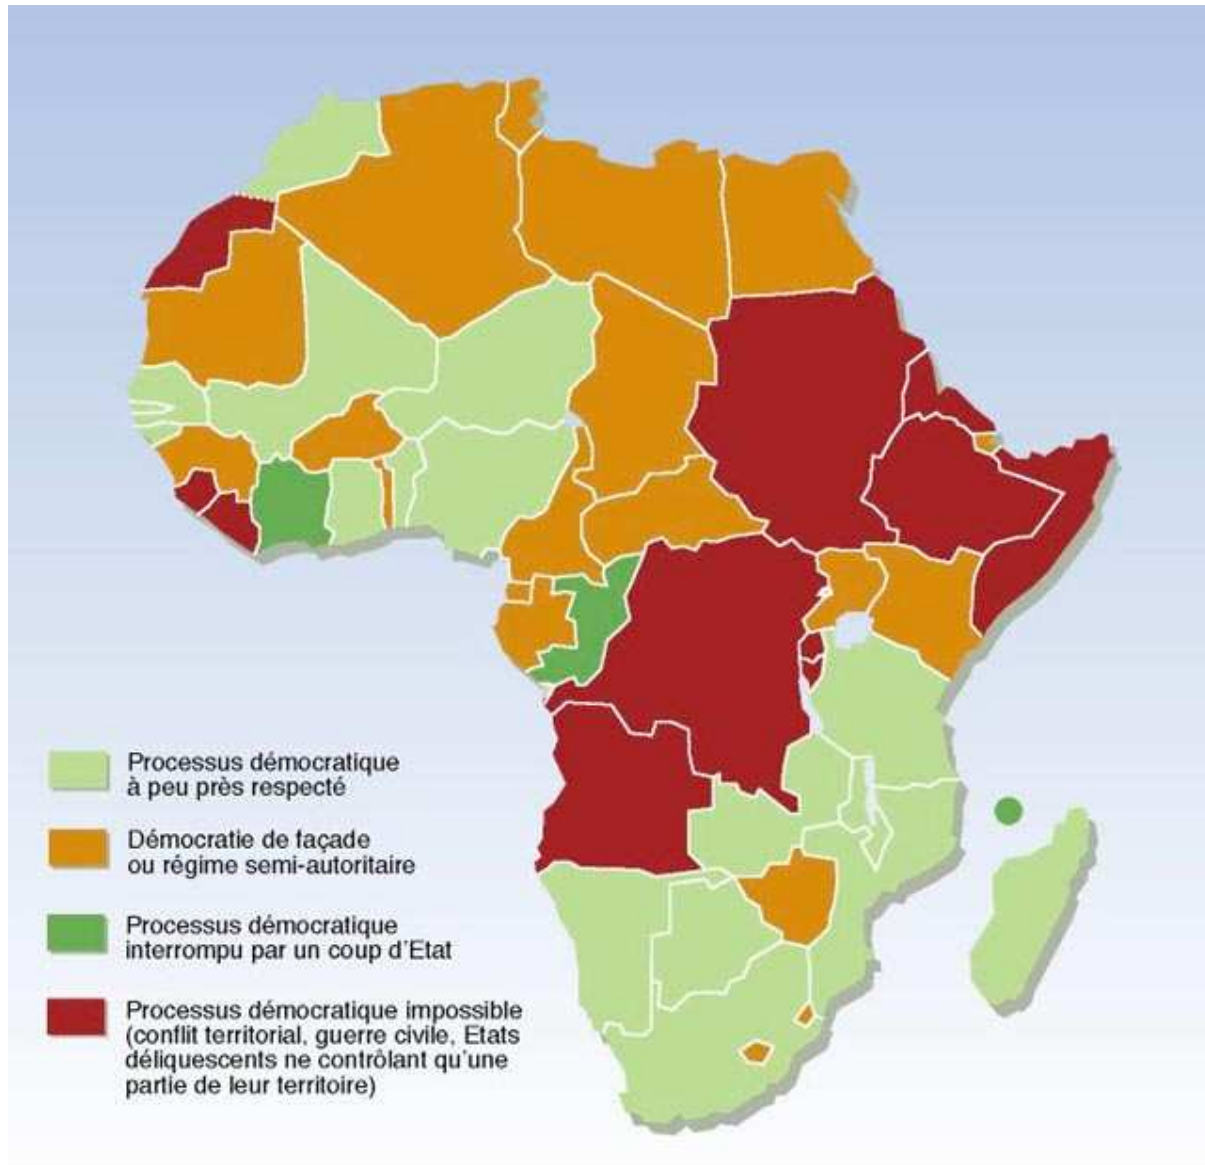 Processus démocratique
à peu près respecté
Démocratie de façade
ou régime semi-autoritaire
Processus démocratique
interrompu par un coup d'Etat
Processus démocratique impossible
(conflit territorial, guerre civile, Etats
déliquescents ne contrôlant qu'une
partie de leur territoire)